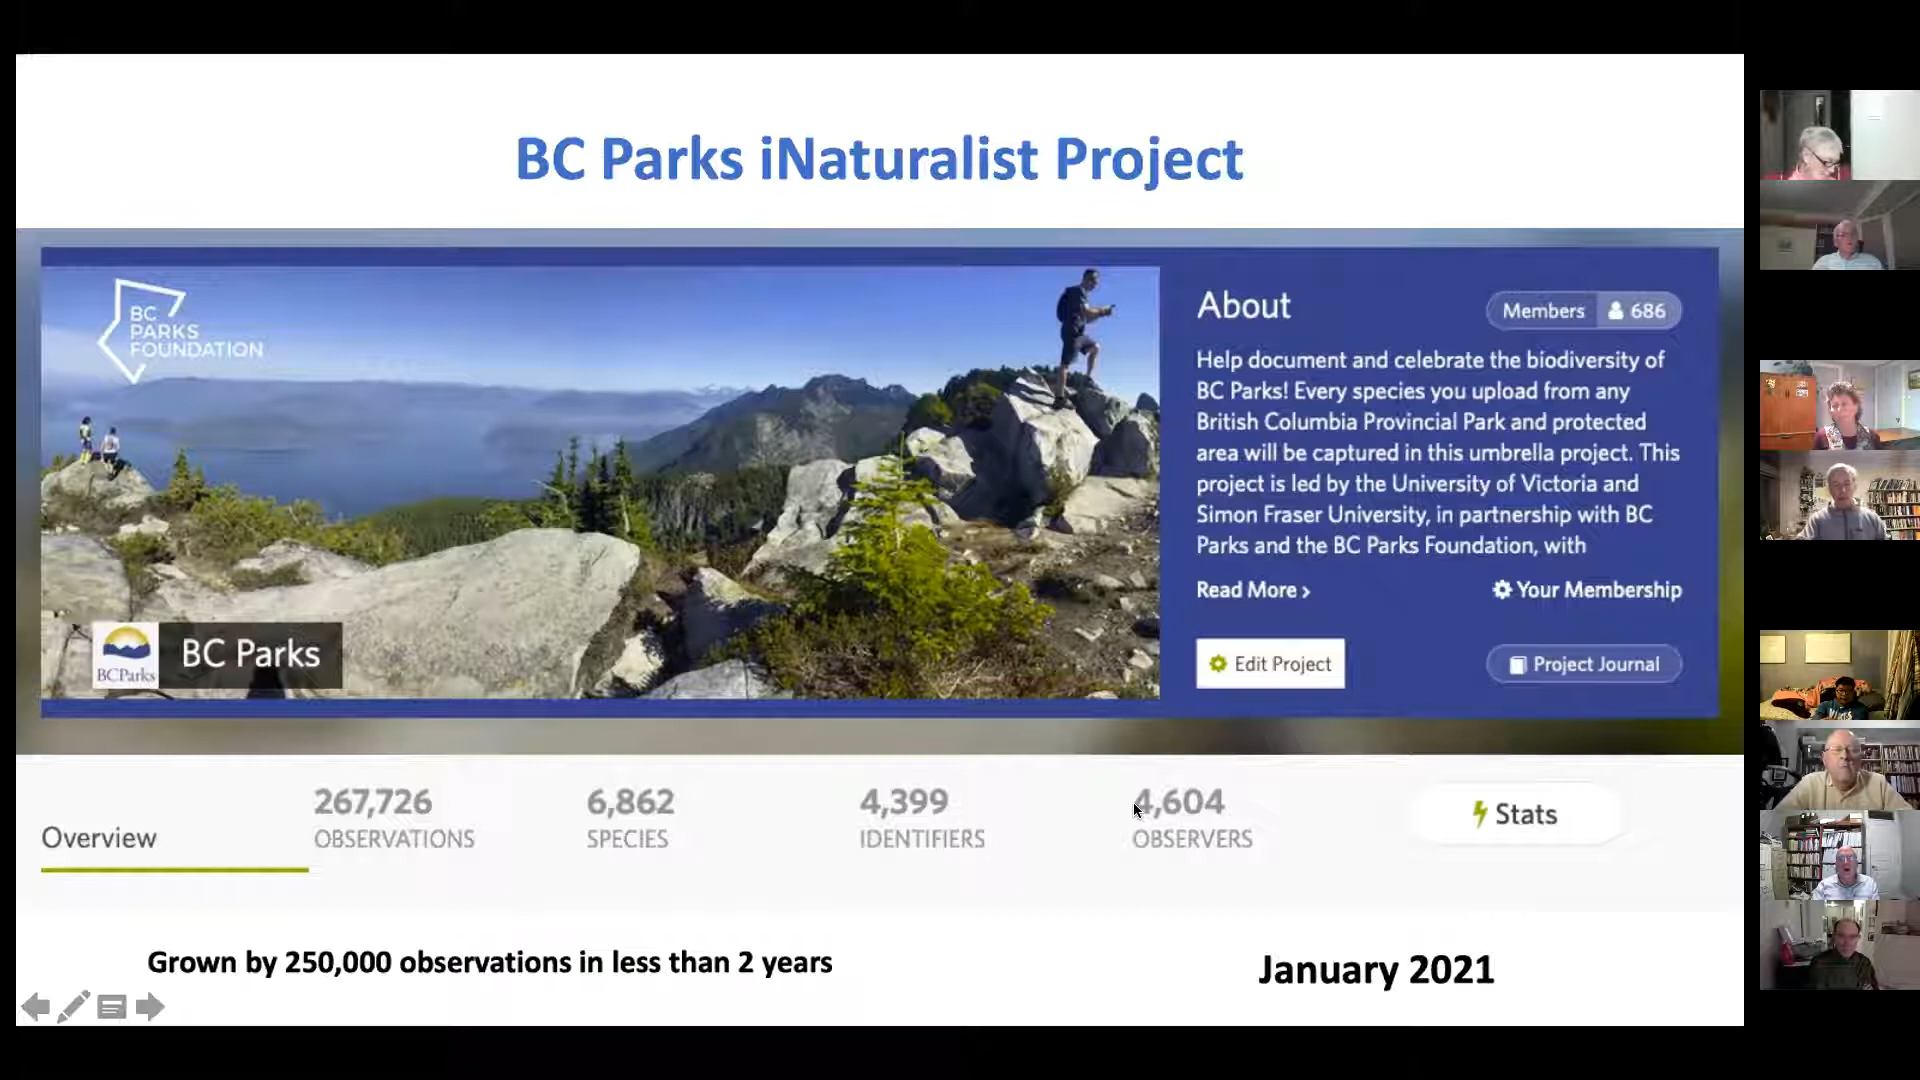 BC Parks iNaturalist Project
BC
PARKS
FOUNDATION
BCParks
BC Parks
About
Members 686
Help document and celebrate the biodiversity of
BC Parks! Every species you upload from any
British Columbia Provincial Park and protected
area will be captured in this umbrella project. This
project is led by the University of Victoria and
Simon Fraser University, in partnership with BC
Parks and the BC Parks Foundation, with
Read More ›
Your Membership
Edit Project
Project Journal
Overview
267,726
OBSERVATIONS
6,862
SPECIES
4,399
IDENTIFIERS
4,604
OBSERVERS
Stats
Grown by 250,000 observations in less than 2 years
January 2021